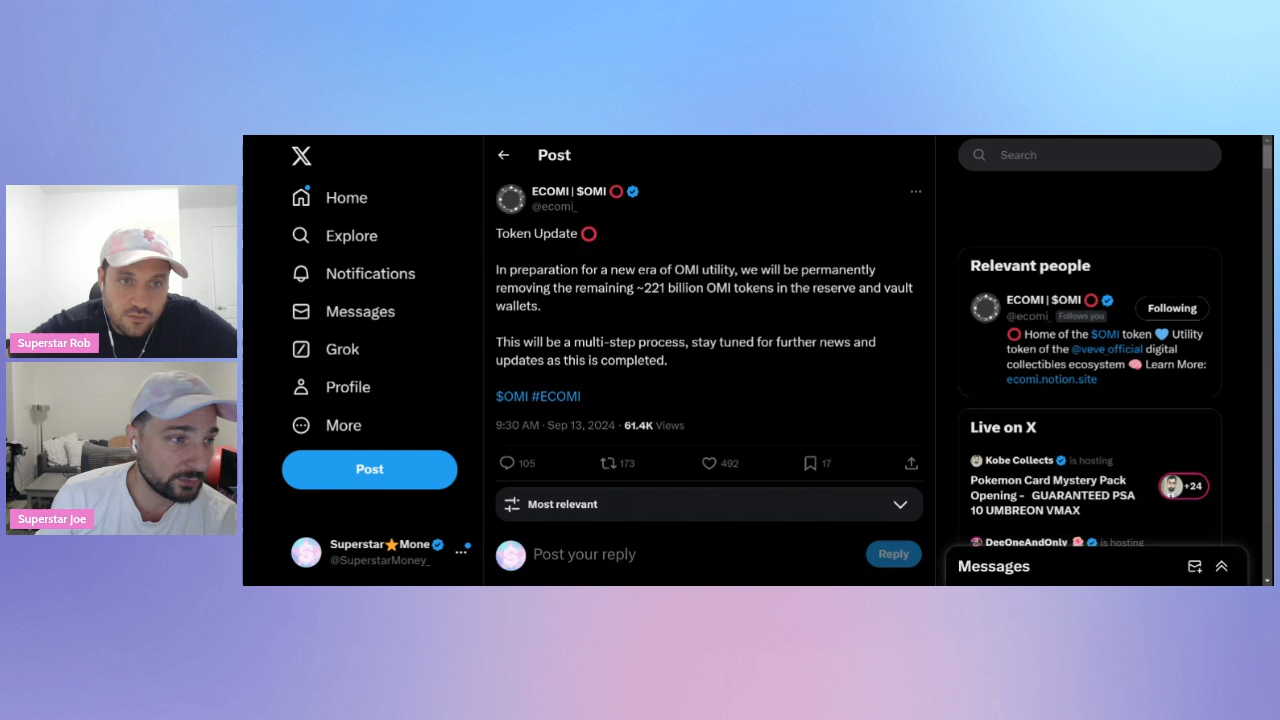 Superstar Rob
Superstar Joe
Home
Explore
Notifications
Messages
Grok
Profile
More
Post
Superstar⭐Mone
@SuperstarMoney_
Post
ECOMI | $OMI ⭕
@ecomi_
Token Update ⭕
In preparation for a new era of OMI utility, we will be permanently
removing the remaining ~221 billion OMI tokens in the reserve and vault
wallets.
This will be a multi-step process, stay tuned for further news and
updates as this is completed.
$OMI #ECOMI
9:30 AM · Sep 13, 2024 · 61.4K Views
105 173 492 17
Most relevant
Post your reply
Reply
Search
Relevant people
ECOMI | $OMI ⭕
@ecomi_ Follows you
Following
⭕ Home of the $OMI token 💙 Utility
token of the @veve_official digital
collectibles ecosystem 🧠 Learn More:
ecomi.notion.site
Live on X
Kobe Collects is hosting
Pokemon Card Mystery Pack
Opening - GUARANTEED PSA
10 UMBREON VMAX
+24
DeeOneAndOnly is hosting
Messages